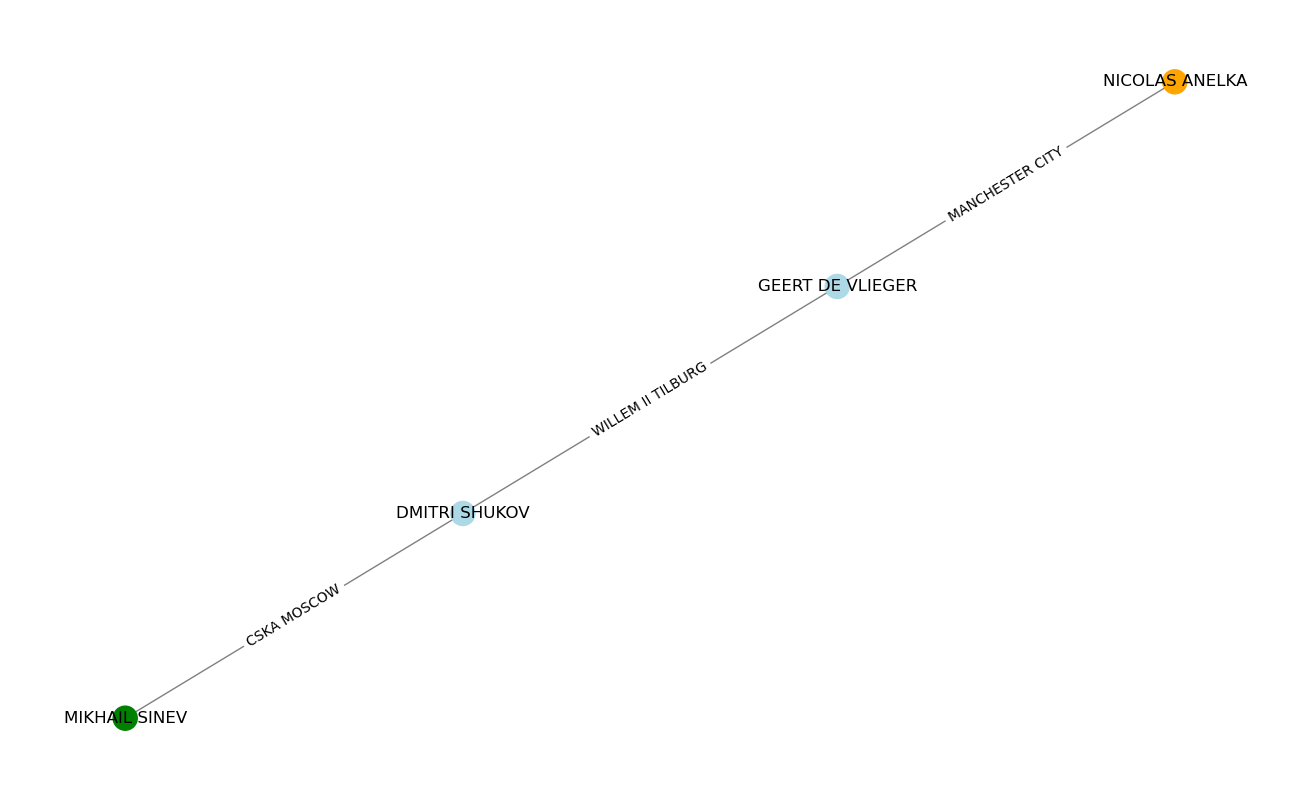 NICOLAS ANELKA
MANCHESTER CITY
GEERT DE VLIEGER
WILLEM II TILBURG
DMITRI SHUKOV
CSKA MOSCOW
MIKHAIL SINEV